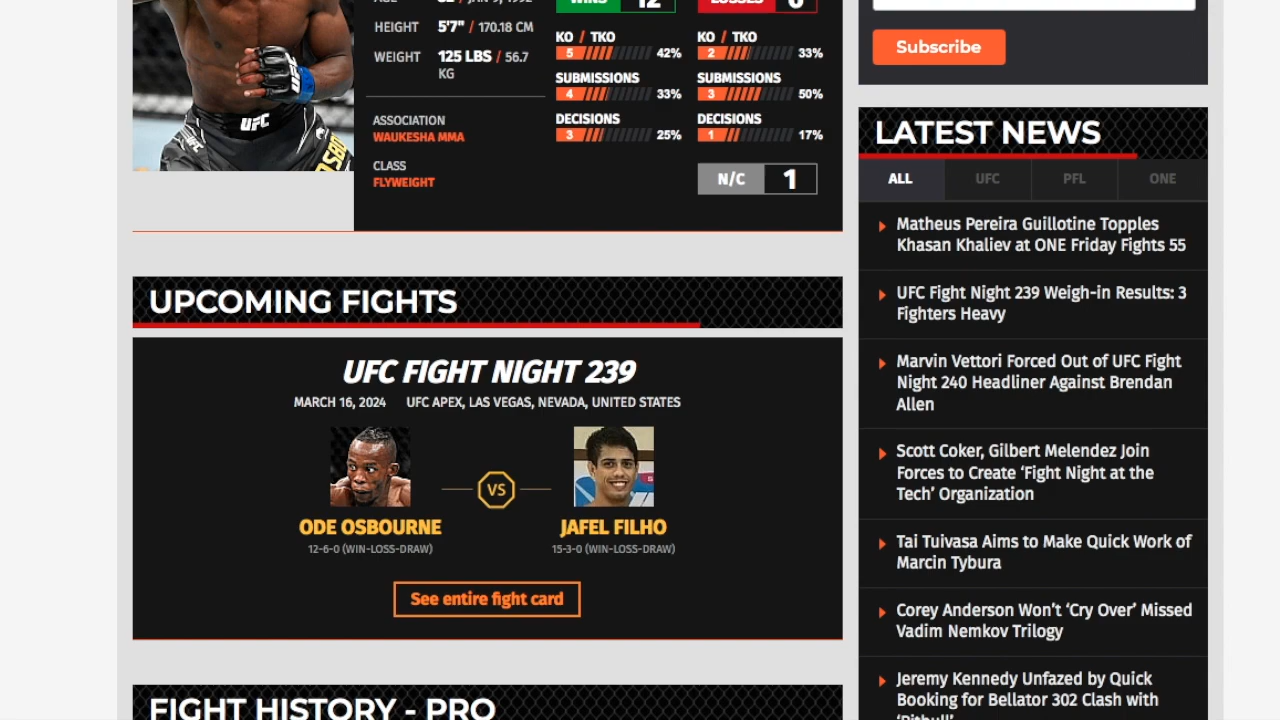 HEIGHT 5'7" / 170.18 CM
WEIGHT 125 LBS / 56.7 KG
ASSOCIATION
WAUKESHA MMA
CLASS
FLYWEIGHT
WINS 12
KO / TKO
5 42%
SUBMISSIONS
4 33%
DECISIONS
3 25%
LOSSES 6
KO / TKO
2 33%
SUBMISSIONS
3 50%
DECISIONS
1 17%
N/C 1
UFC
UFC
UPCOMING FIGHTS
UFC FIGHT NIGHT 239
MARCH 16, 2024 UFC APEX, LAS VEGAS, NEVADA, UNITED STATES
VS
ODE OSBOURNE
12-6-0 (WIN-LOSS-DRAW)
JAFEL FILHO
15-3-0 (WIN-LOSS-DRAW)
See entire fight card
FIGHT HISTORY - PRO
Subscribe
LATEST NEWS
ALL UFC PFL ONE
Matheus Pereira Guillotine Topples
Khasan Khaliev at ONE Friday Fights 55
UFC Fight Night 239 Weigh-in Results: 3
Fighters Heavy
Marvin Vettori Forced Out of UFC Fight
Night 240 Headliner Against Brendan
Allen
Scott Coker, Gilbert Melendez Join
Forces to Create ‘Fight Night at the
Tech’ Organization
Tai Tuivasa Aims to Make Quick Work of
Marcin Tybura
Corey Anderson Won’t ‘Cry Over’ Missed
Vadim Nemkov Trilogy
Jeremy Kennedy Unfazed by Quick
Booking for Bellator 302 Clash with
‘Pitbull’